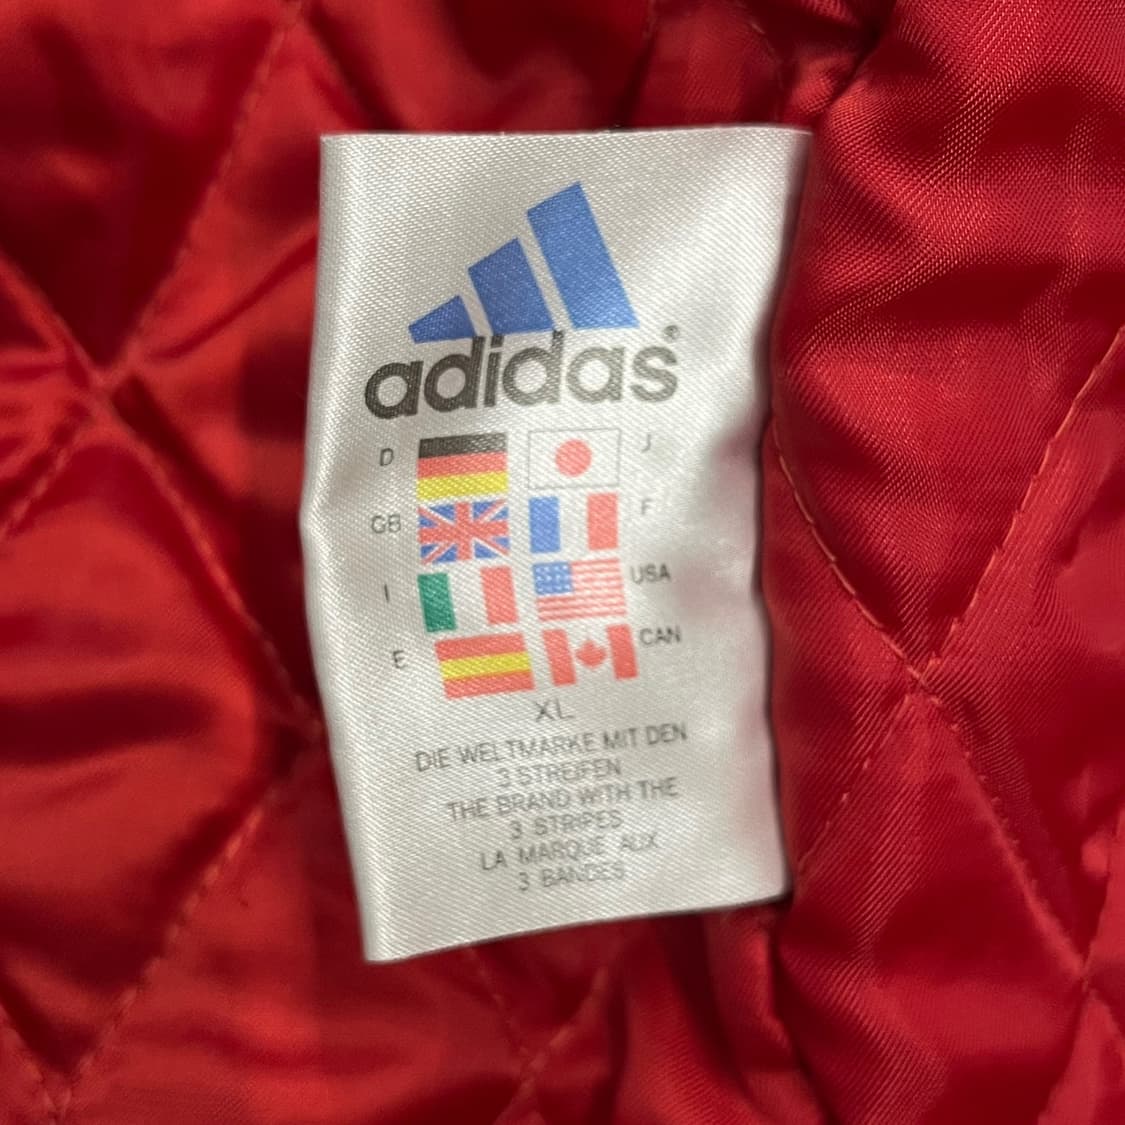 adidas®
D J
GB F
I USA
E CAN
XL
DIE WELTMARKE MIT DEN
3 STREIFEN
THE BRAND WITH THE
3 STRIPES
LA MARQUE AUX
3 BANDES